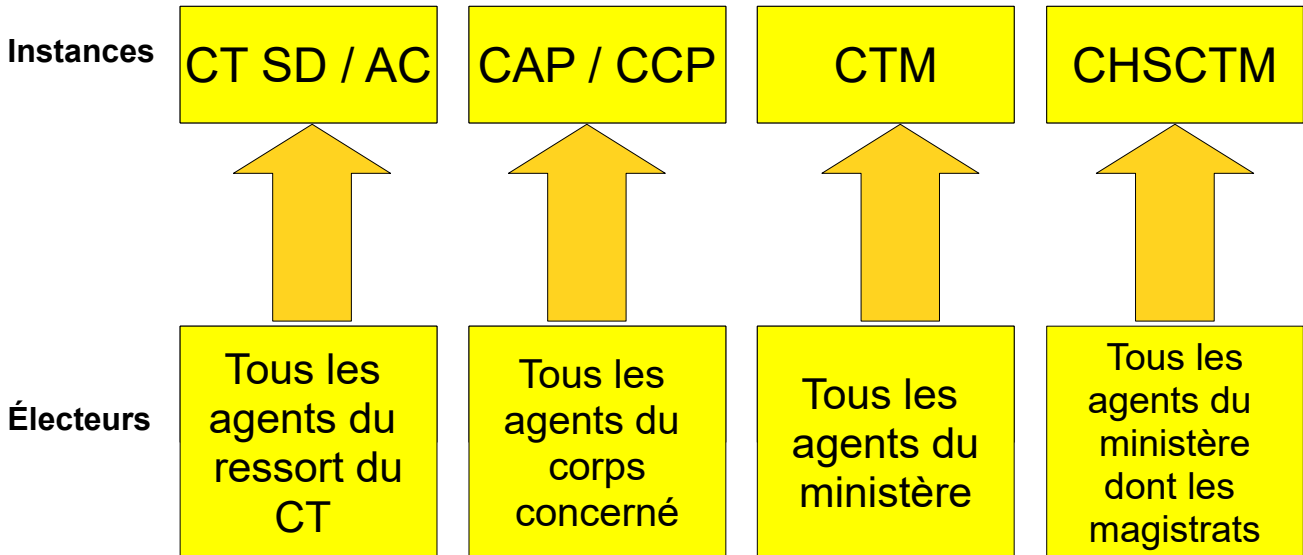 Instances
CT SD / AC
CAP / CCP
CTM
CHSCTM
Électeurs
Tous les
agents du
ressort du
CT
Tous les
agents du
corps
concerné
Tous les
agents du
ministère
Tous les
agents du
ministère
dont les
magistrats